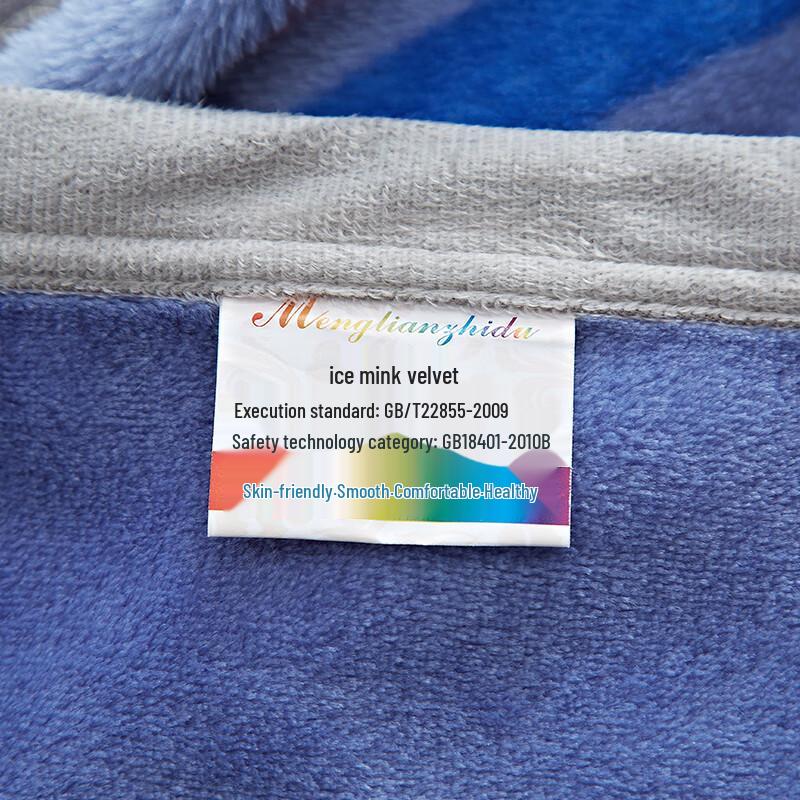 Menglianzhidu
ice mink velvet
Execution standard: GB/T22855-2009
Safety technology category: GB18401-2010B
Skin-friendly·Smooth·Comfortable·Healthy